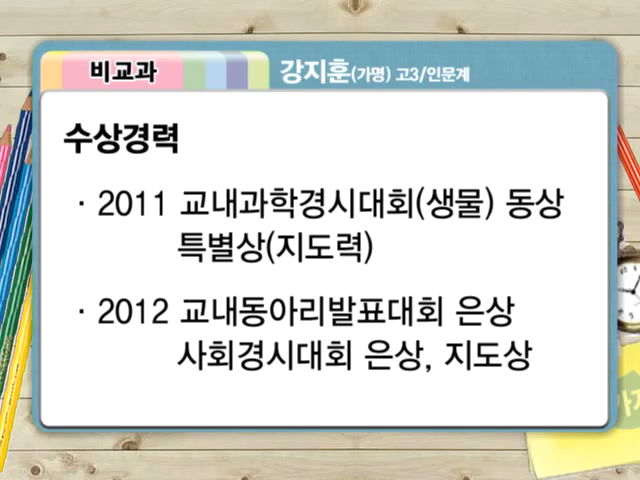 비교과
강지훈(가명) 고3/인문계
수상경력
· 2011 교내과학경시대회(생물) 동상
특별상(지도력)
· 2012 교내동아리발표대회 은상
사회경시대회 은상, 지도상